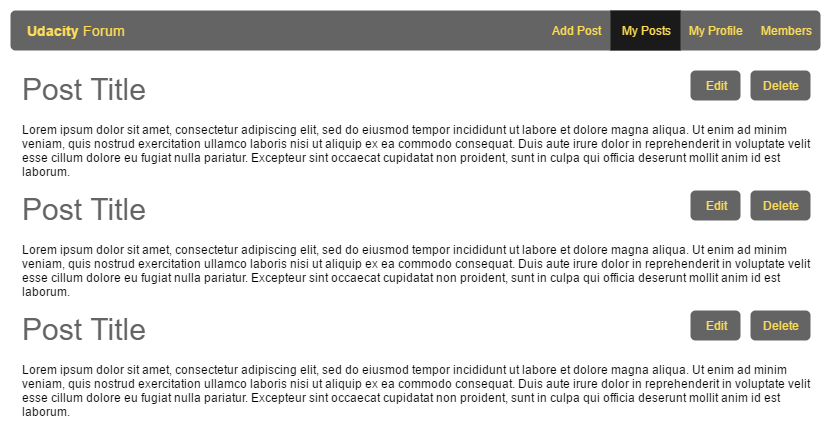 Udacity Forum Add Post My Posts My Profile Members
Post Title Edit Delete
Lorem ipsum dolor sit amet, consectetur adipiscing elit, sed do eiusmod tempor incididunt ut labore et dolore magna aliqua. Ut enim ad minim
veniam, quis nostrud exercitation ullamco laboris nisi ut aliquip ex ea commodo consequat. Duis aute irure dolor in reprehenderit in voluptate velit
esse cillum dolore eu fugiat nulla pariatur. Excepteur sint occaecat cupidatat non proident, sunt in culpa qui officia deserunt mollit anim id est
laborum.
Post Title Edit Delete
Lorem ipsum dolor sit amet, consectetur adipiscing elit, sed do eiusmod tempor incididunt ut labore et dolore magna aliqua. Ut enim ad minim
veniam, quis nostrud exercitation ullamco laboris nisi ut aliquip ex ea commodo consequat. Duis aute irure dolor in reprehenderit in voluptate velit
esse cillum dolore eu fugiat nulla pariatur. Excepteur sint occaecat cupidatat non proident, sunt in culpa qui officia deserunt mollit anim id est
laborum.
Post Title Edit Delete
Lorem ipsum dolor sit amet, consectetur adipiscing elit, sed do eiusmod tempor incididunt ut labore et dolore magna aliqua. Ut enim ad minim
veniam, quis nostrud exercitation ullamco laboris nisi ut aliquip ex ea commodo consequat. Duis aute irure dolor in reprehenderit in voluptate velit
esse cillum dolore eu fugiat nulla pariatur. Excepteur sint occaecat cupidatat non proident, sunt in culpa qui officia deserunt mollit anim id est
laborum.